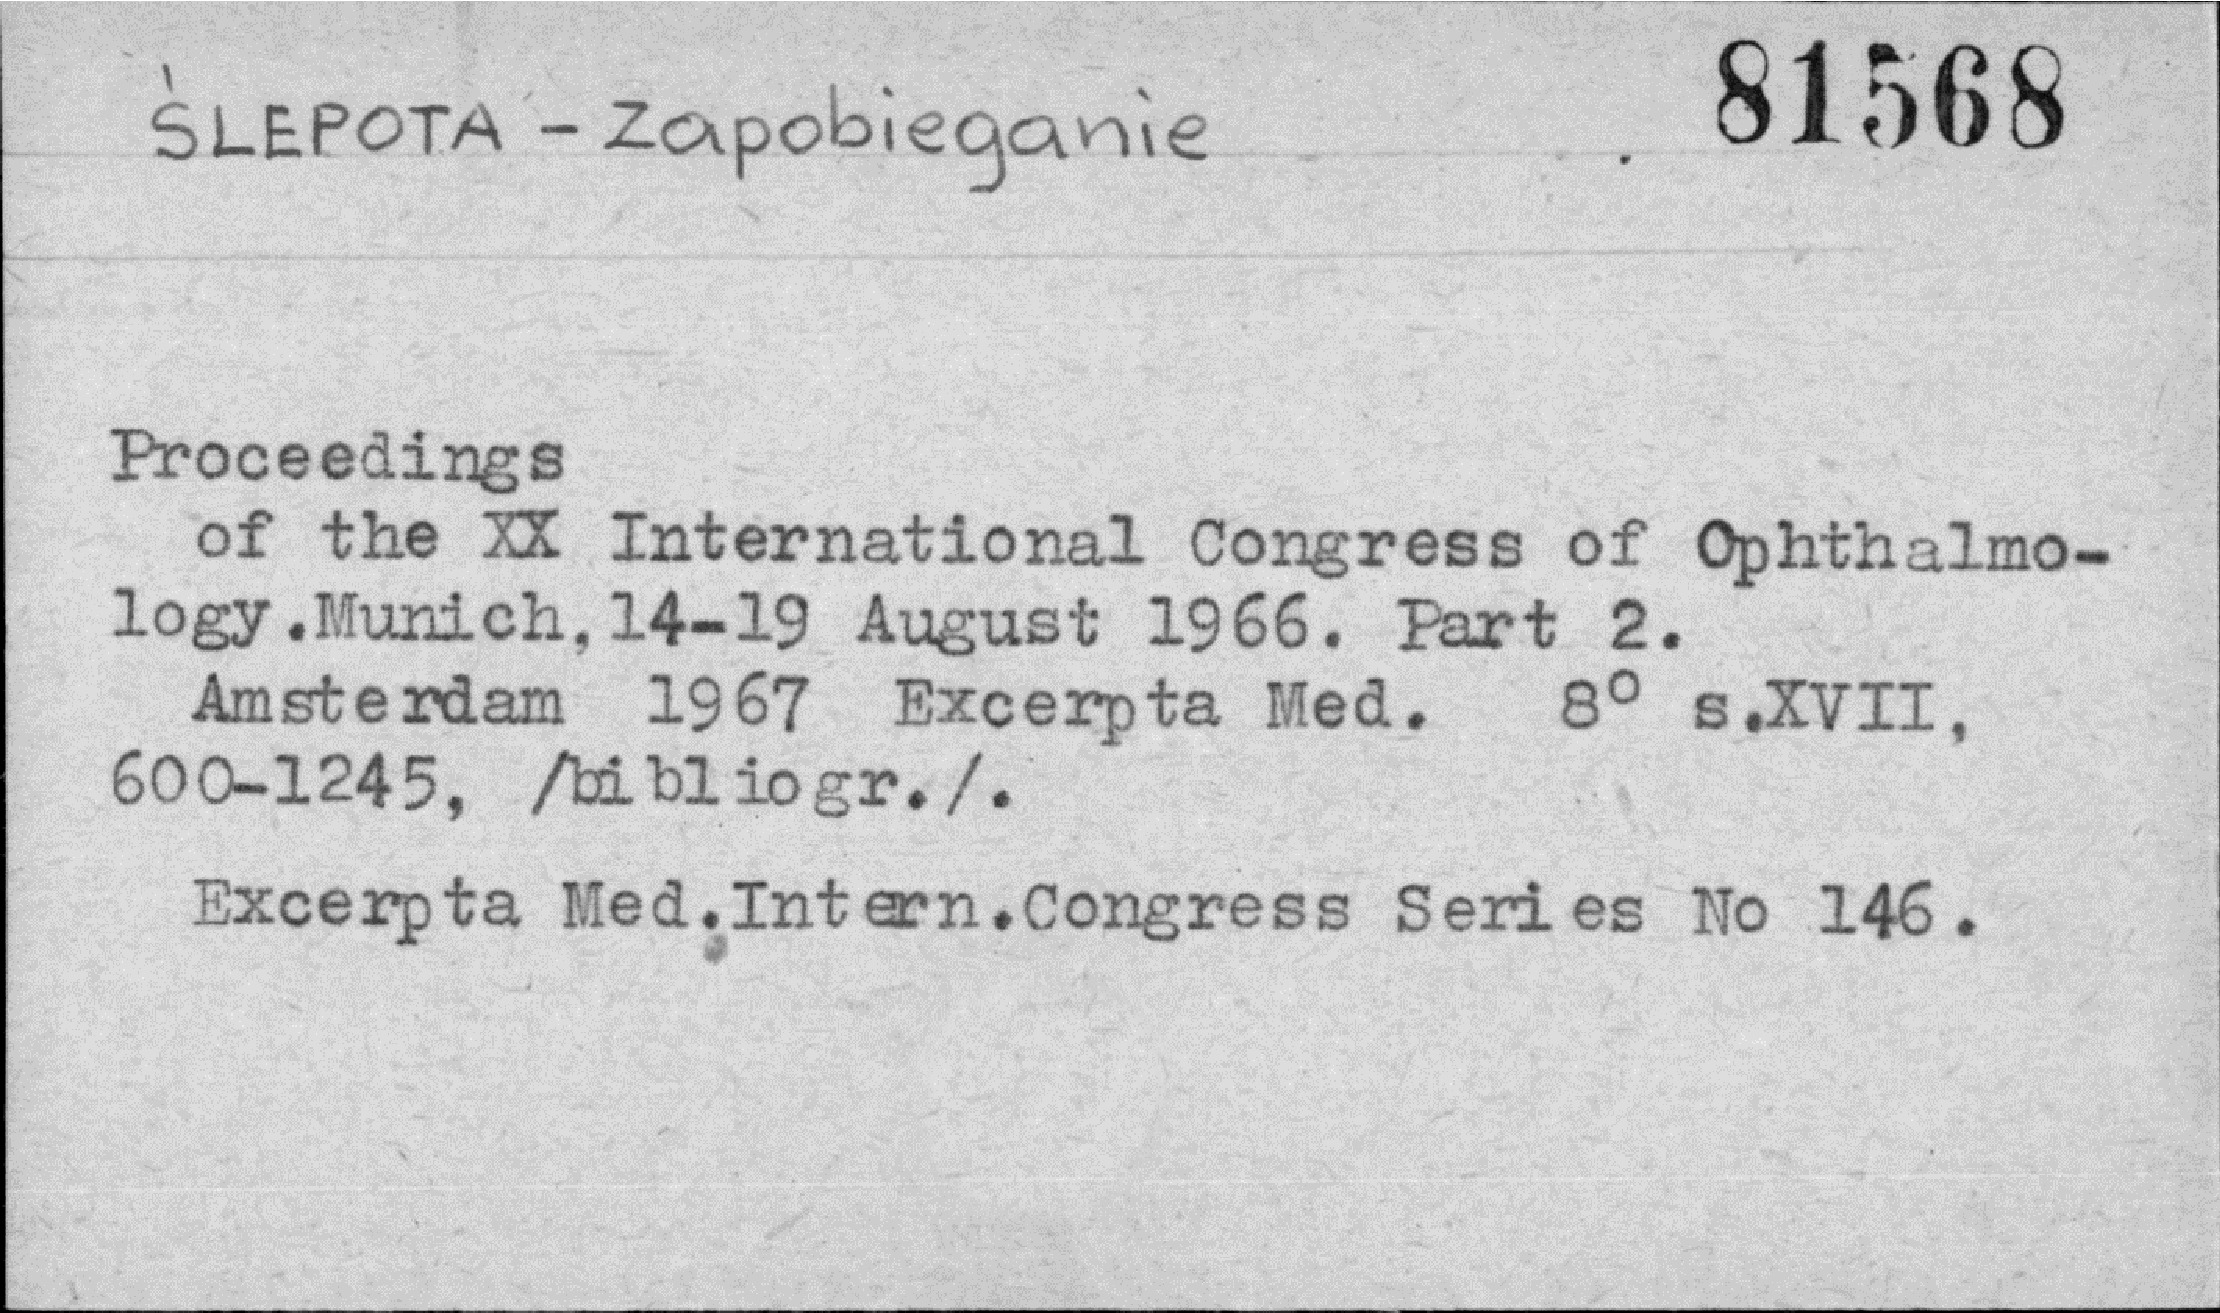 ŚLEPOTA - Zapobieganie
81568
Proceedings
of the XX International Congress of Ophthalmo-
logy.Munich,14-19 August 1966. Part 2.
Amsterdam 1967 Excerpta Med. 8° s.XVII,
600-1245, /bibliogr./.
Excerpta Med.Intern.Congress Series No 146.